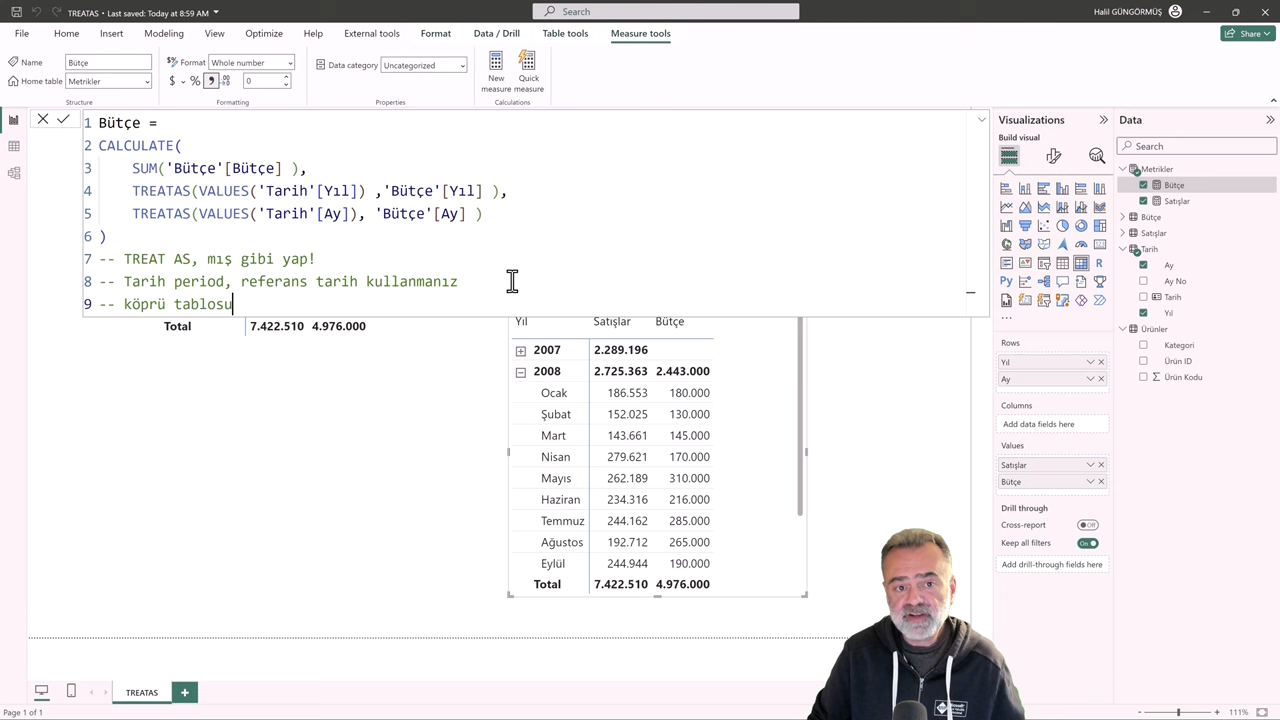 TREATAS • Last saved: Today at 8:59 AM
Search
Halil GÜNGÖRMÜŞ
File Home Insert Modeling View Optimize Help External tools Format Data / Drill Table tools Measure tools
Share
Name Bütçe
Home table Metrikler
Structure
Format Whole number
$ % 0
Formatting
Data category Uncategorized
Properties
New measure
Quick measure
Calculations
1 Bütçe =
2 CALCULATE(
3 SUM('Bütçe'[Bütçe] ),
4 TREATAS(VALUES('Tarih'[Yıl]) ,'Bütçe'[Yıl] ),
5 TREATAS(VALUES('Tarih'[Ay]), 'Bütçe'[Ay] )
6 )
7 -- TREAT AS, mış gibi yap!
8 -- Tarih period, referans tarih kullanmanız
9 -- köprü tablosu
Total 7.422.510 4.976.000
Yıl Satışlar Bütçe
2007 2.289.196
2008 2.725.363 2.443.000
Ocak 186.553 180.000
Şubat 152.025 130.000
Mart 143.661 145.000
Nisan 279.621 170.000
Mayıs 262.189 310.000
Haziran 234.316 216.000
Temmuz 244.162 285.000
Ağustos 192.712 265.000
Eylül 244.944 190.000
Total 7.422.510 4.976.000
Visualizations
Build visual
Rows
Yıl
Ay
Columns
Add data fields here
Values
Satışlar
Bütçe
Drill through
Cross-report Off
Keep all filters On
Add drill-through fields here
Data
Search
Metrikler
Bütçe
Satışlar
Bütçe
Satışlar
Tarih
Ay
Ay No
Tarih
Yıl
Ürünler
Kategori
Ürün ID
Ürün Kodu
TREATAS
Page 1 of 1
111%